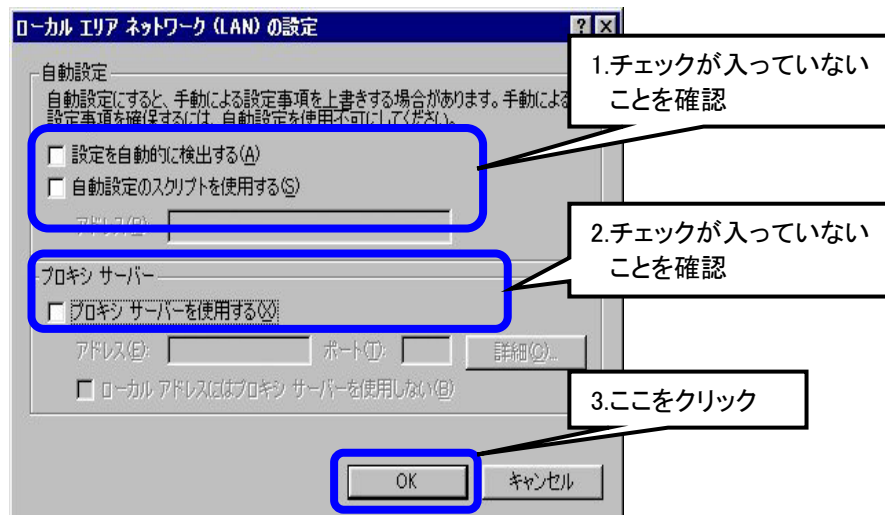 ローカル エリア ネットワーク (LAN) の設定
自動設定
自動設定にすると、手動による設定事項を上書きする場合があります。手動による
設定事項を確保するには、自動設定を使用不可にしてください。
設定を自動的に検出する(A)
自動設定のスクリプトを使用する(S)
アドレス(R):
プロキシ サーバー
プロキシ サーバーを使用する(X)
アドレス(E):
ポート(T):
詳細(C)...
ローカル アドレスにはプロキシ サーバーを使用しない(B)
OK
キャンセル
1.チェックが入っていない
ことを確認
2.チェックが入っていない
ことを確認
3.ここをクリック